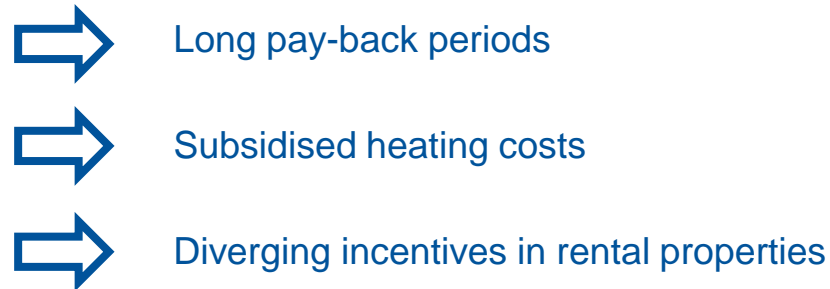 Long pay-back periods
Subsidised heating costs
Diverging incentives in rental properties